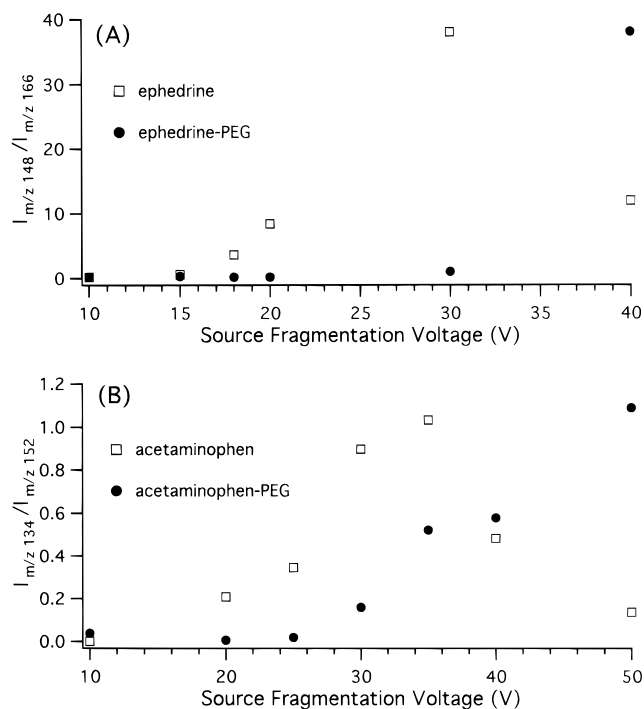 (A)
40
30
20
10
0
I m/z 148 /I m/z 166
□ ephedrine
● ephedrine-PEG
10 15 20 25 30 35 40
Source Fragmentation Voltage (V)
(B)
1.2
1.0
0.8
0.6
0.4
0.2
0.0
I m/z 134 /I m/z 152
□ acetaminophen
● acetaminophen-PEG
10 20 30 40 50
Source Fragmentation Voltage (V)